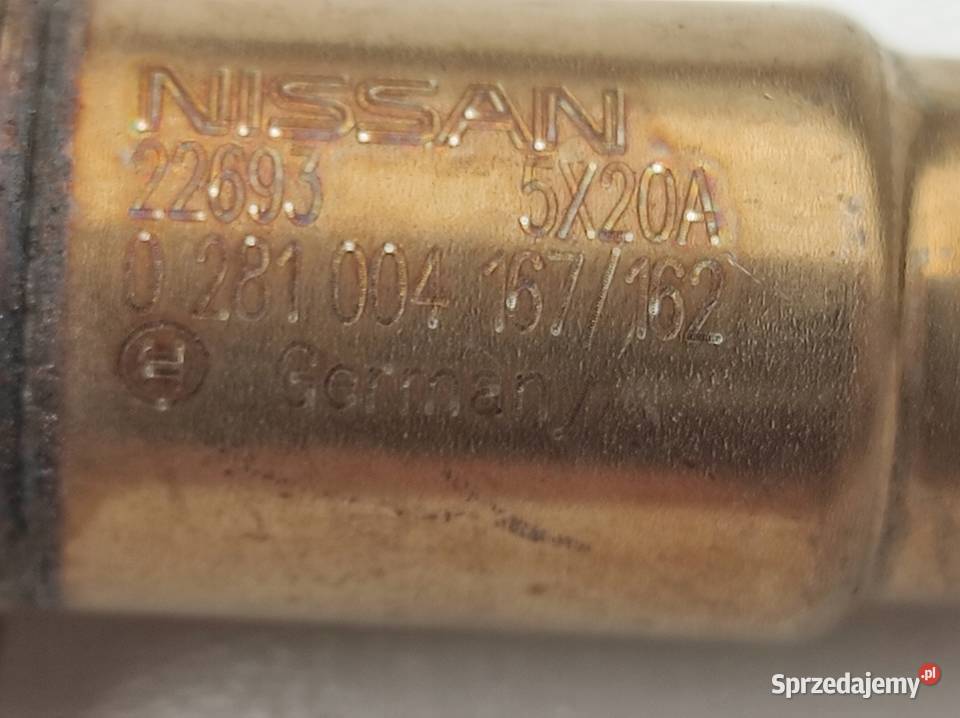 NISSAN
22693 5X20A
0 281 004 167/162
Germany
Sprzedajemy.pl